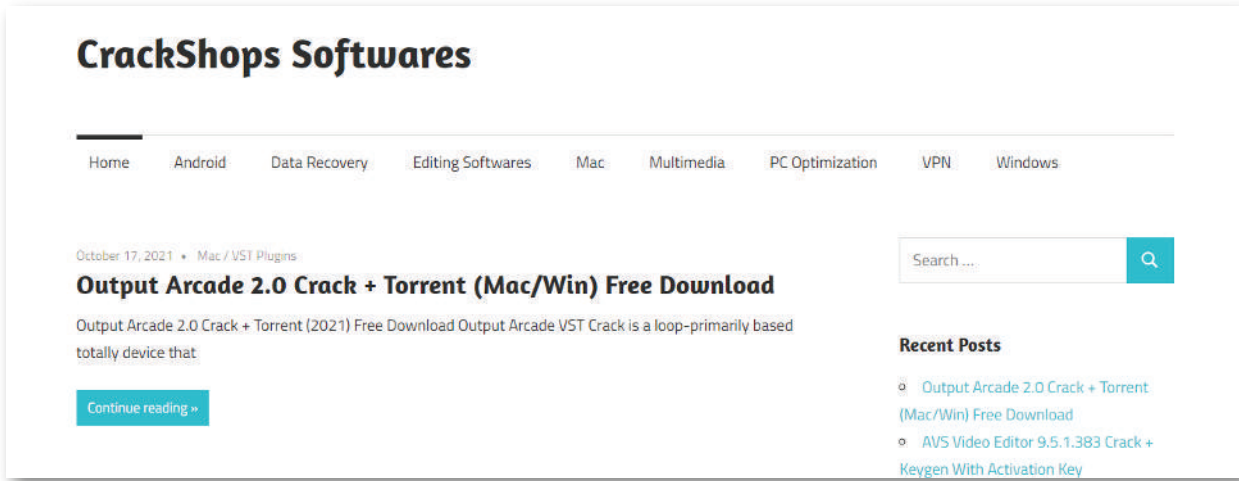 CrackShops Softwares
Home Android Data Recovery Editing Softwares Mac Multimedia PC Optimization VPN Windows
October 17, 2021 • Mac / VST Plugins
Output Arcade 2.0 Crack + Torrent (Mac/Win) Free Download
Output Arcade 2.0 Crack + Torrent (2021) Free Download Output Arcade VST Crack is a loop-primarily based
totally device that
Continue reading »
Search ...
Recent Posts
Output Arcade 2.0 Crack + Torrent
(Mac/Win) Free Download
AVS Video Editor 9.5.1.383 Crack +
Keygen With Activation Key